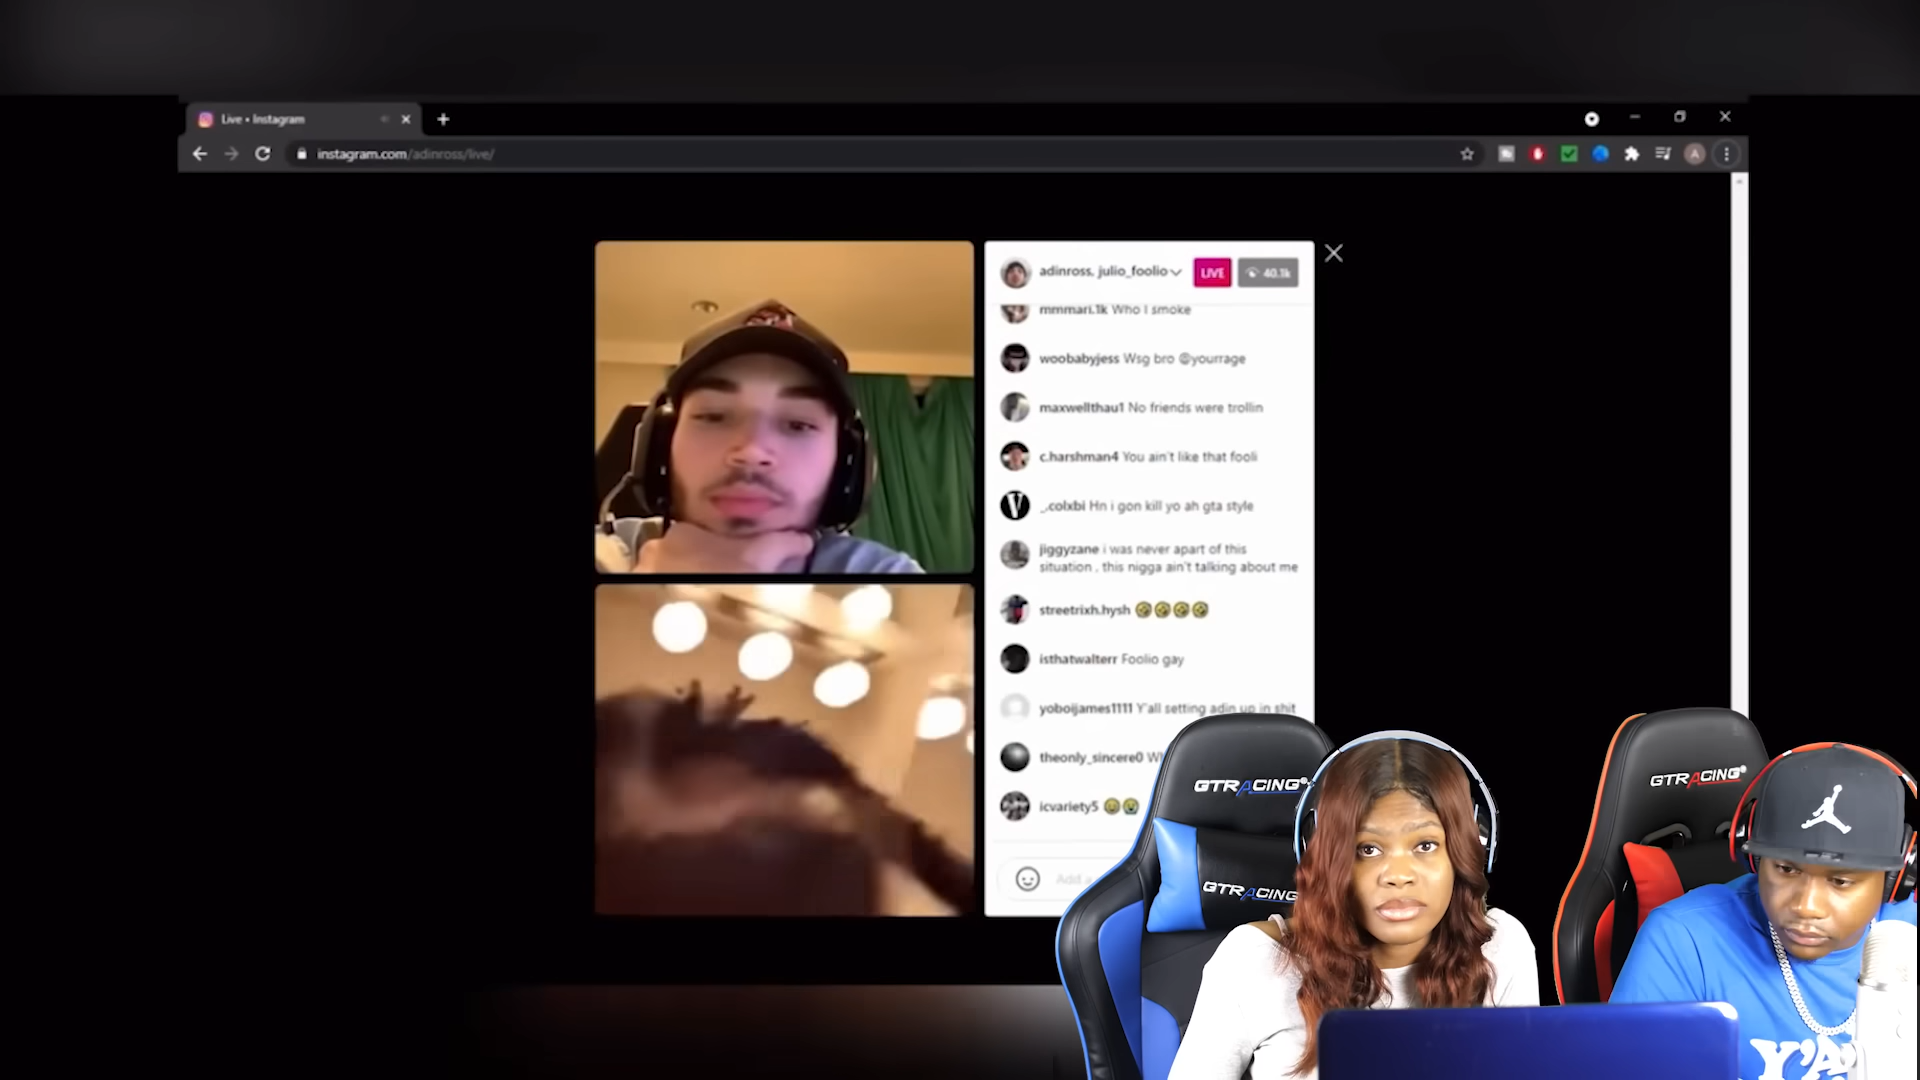 Live • Instagram
instagram.com/adinross/live/
A
adinross, julio_foolio
LIVE
40.1k
mmmari.1k Who I smoke
woobabyjess Wsg bro @yourrage
maxwellthau1 No friends were trollin
c.harshman4 You ain't like that fooli
_.colxbi Hn i gon kill yo ah gta style
jiggyzane i was never apart of this
situation , this nigga ain't talking about me
streetrixh.hysh
isthatwalterr Foolio gay
yoboijames1111 Y'all setting adin up in shit
theonly_sincere0
icvariety5
Add a
GTRACING
GTRACING
GTRACING